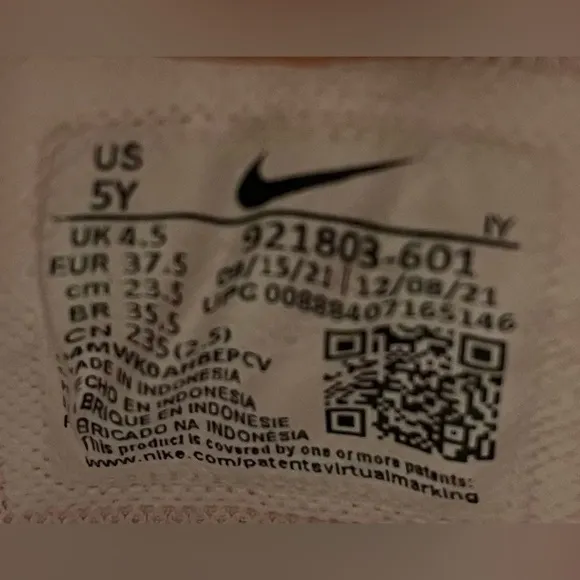 US
5Y
IY
UK 4.5
921803-601
EUR 37.5
/15/21 12/08/21
cm 23.5
UPC 00888407165146
BR 35.5
CN 235 (2.5)
MADE IN INDONESIA
HECHO EN INDONESIA
FABRIQUE EN INDONESIE
FABRICADO NA INDONESIA
This product is covered by one or more patents:
www.nike.com/patentsvirtualmarking